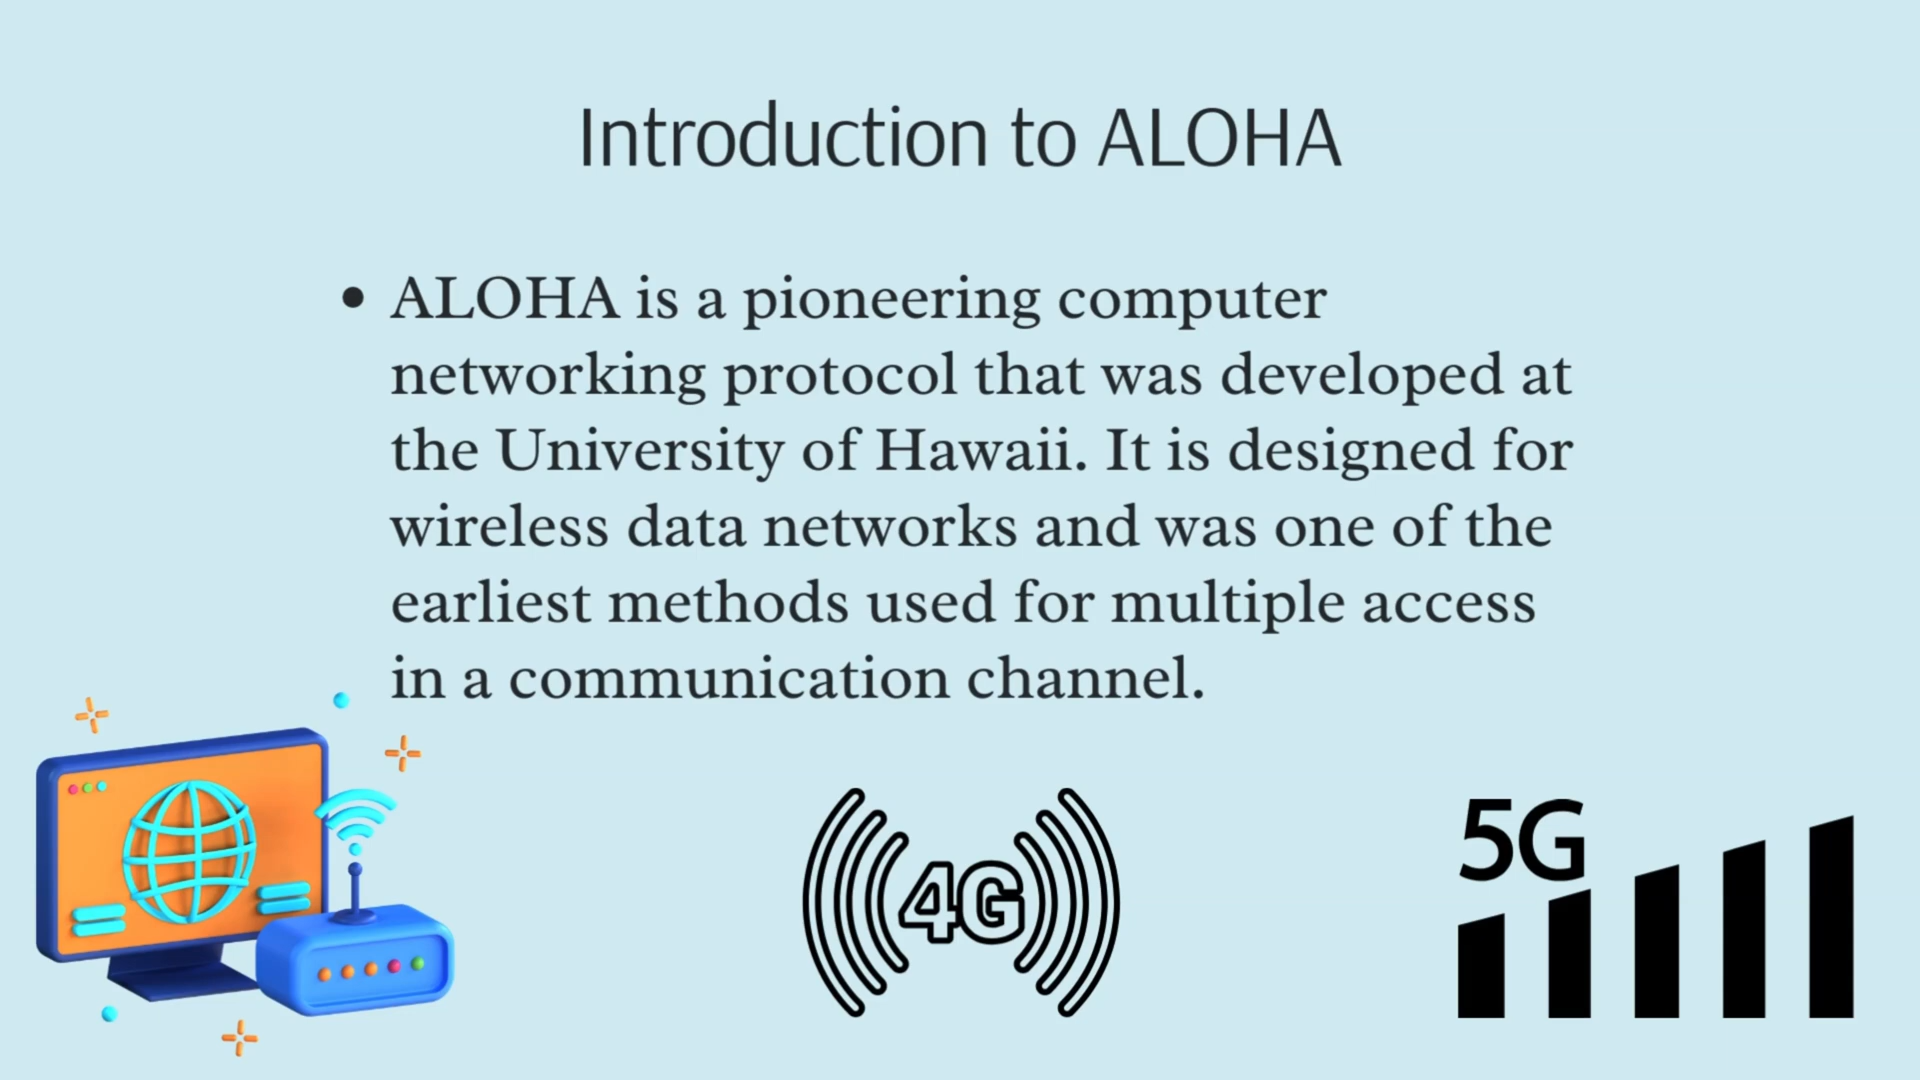 Introduction to ALOHA
• ALOHA is a pioneering computer
networking protocol that was developed at
the University of Hawaii. It is designed for
wireless data networks and was one of the
earliest methods used for multiple access
in a communication channel.
4G
5G